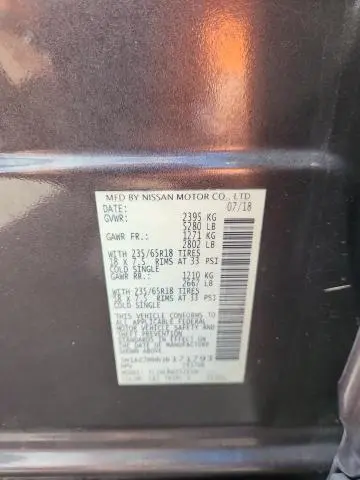 MFD BY NISSAN MOTOR CO., LTD
DATE: 07/18
GVWR: 2395 KG
5280 LB
GAWR FR.: 1271 KG
2802 LB
WITH 235/65R18 TIRES
18 X 7.5 RIMS AT 33 PSI
COLD SINGLE
1210 KG
2667 LB
WITH 235/65R18 TIRES
18 X 7.5 RIMS AT 33 PSI
COLD SINGLE
THIS VEHICLE CONFORMS
TO ALL APPLICABLE FEDERAL
MOTOR VEHICLE SAFETY
AND THEFT PREVENTION
STANDARDS IN EFFECT ON
THE DATE OF MANUFACTURE
SHOWN ABOVE.
MPV